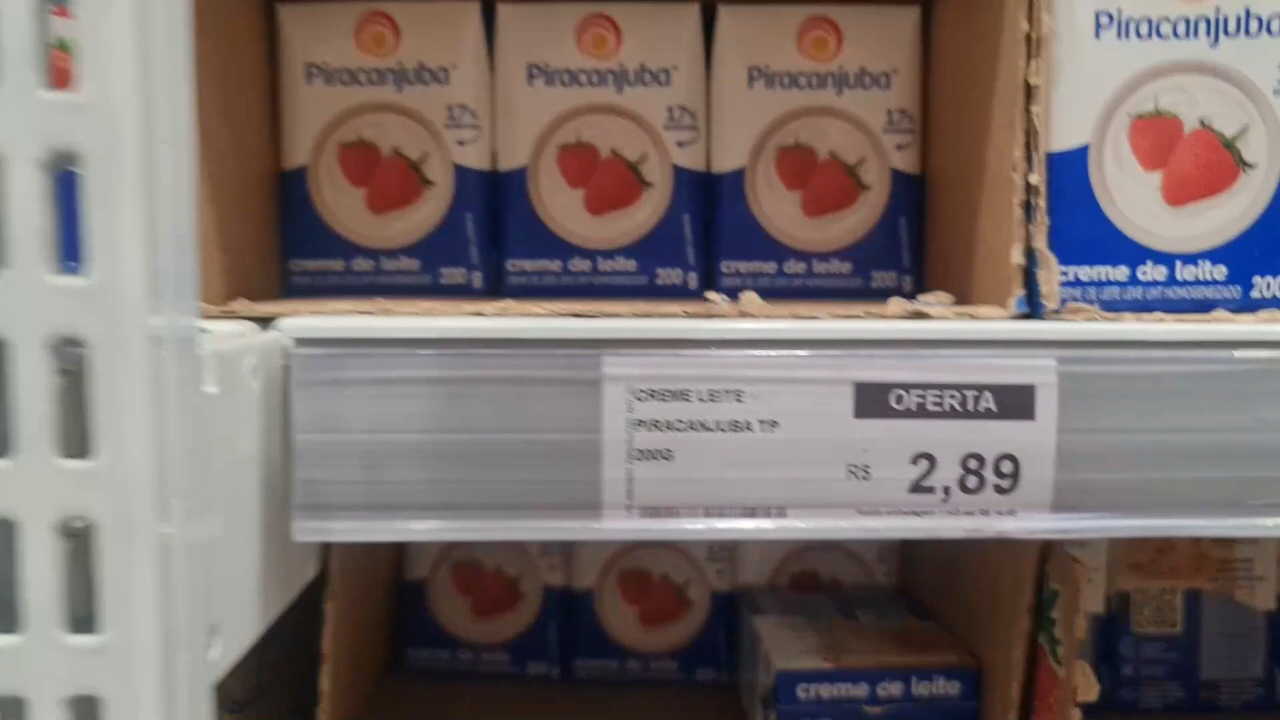 Piracanjuba
17%
creme de leite 200 g
Piracanjuba
17%
creme de leite 200 g
Piracanjuba
17%
creme de leite 200 g
Piracanjuba
creme de leite 200
CREME LEITE
PIRACANJUBA TP
200G
OFERTA
R$ 2,89
creme de leite